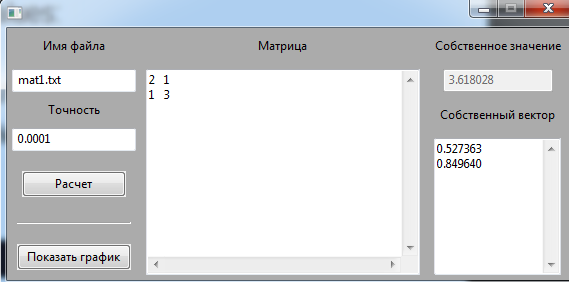 Имя файла
mat1.txt
Точность
0.0001
Расчет
Показать график
Матрица
2 1
1 3
Собственное значение
3.618028
Собственный вектор
0.527363
0.849640